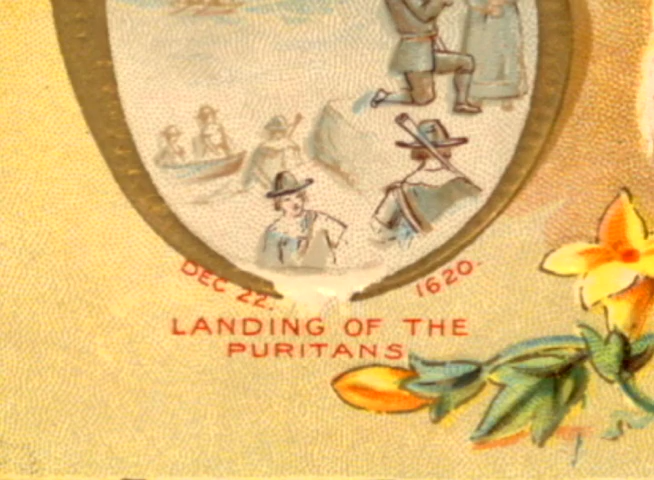 DEC 22. 1620.
LANDING OF THE
PURITANS